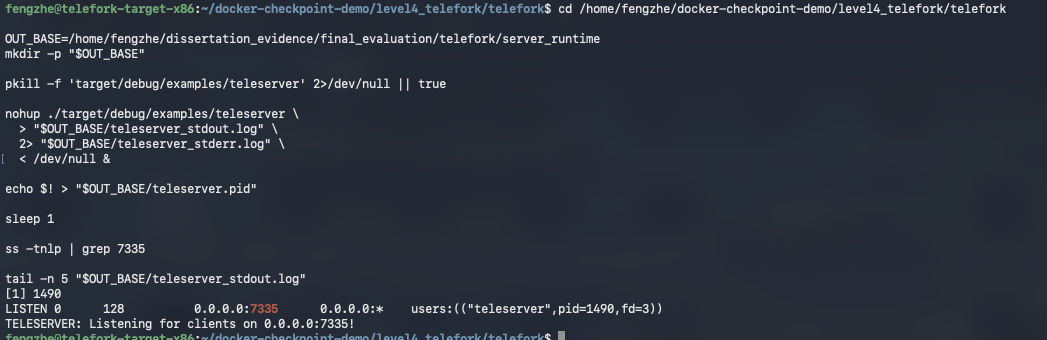 fengzhe@telefork-target-x86:~/docker-checkpoint-demo/level4_telefork/telefork$ cd /home/fengzhe/docker-checkpoint-demo/level4_telefork/telefork
OUT_BASE=/home/fengzhe/dissertation_evidence/final_evaluation/telefork/server_runtime
mkdir -p "$OUT_BASE"
pkill -f 'target/debug/examples/teleserver' 2>/dev/null || true
nohup ./target/debug/examples/teleserver \
  > "$OUT_BASE/teleserver_stdout.log" \
  2> "$OUT_BASE/teleserver_stderr.log" \
[ < /dev/null &
echo $! > "$OUT_BASE/teleserver.pid"
sleep 1
ss -tnlp | grep 7335
tail -n 5 "$OUT_BASE/teleserver_stdout.log"
[1] 1490
LISTEN 0      128          0.0.0.0:7335      0.0.0.0:*    users:(("teleserver",pid=1490,fd=3))
TELESERVER: Listening for clients on 0.0.0.0:7335!
fengzhe@telefork-target-x86:~/docker-checkpoint-demo/level4_telefork/telefork$